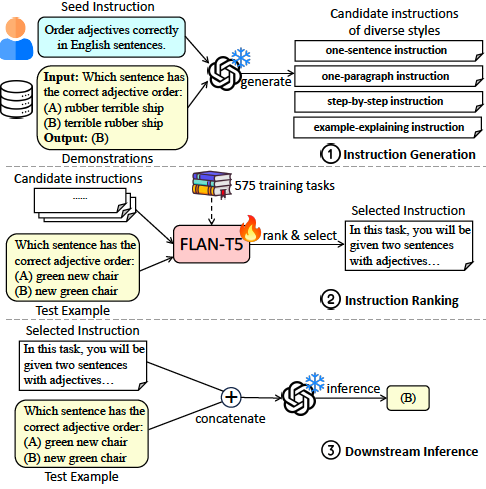 Seed Instruction
Order adjectives correctly
in English sentences.
Input: Which sentence has
the correct adjective order:
(A) rubber terrible ship
(B) terrible rubber ship
Output: (B)
Demonstrations
generate
Candidate instructions
of diverse styles
one-sentence instruction
one-paragraph instruction
step-by-step instruction
example-explaining instruction
1 Instruction Generation
Candidate instructions
......
575 training tasks
Which sentence has the
correct adjective order:
(A) green new chair
(B) new green chair
Test Example
FLAN-T5
rank & select
Selected Instruction
In this task, you will be
given two sentences
with adjectives…
2 Instruction Ranking
Selected Instruction
In this task, you will be
given two sentences
with adjectives…
Which sentence has the
correct adjective order:
(A) green new chair
(B) new green chair
Test Example
+
concatenate
inference
(B)
3 Downstream Inference